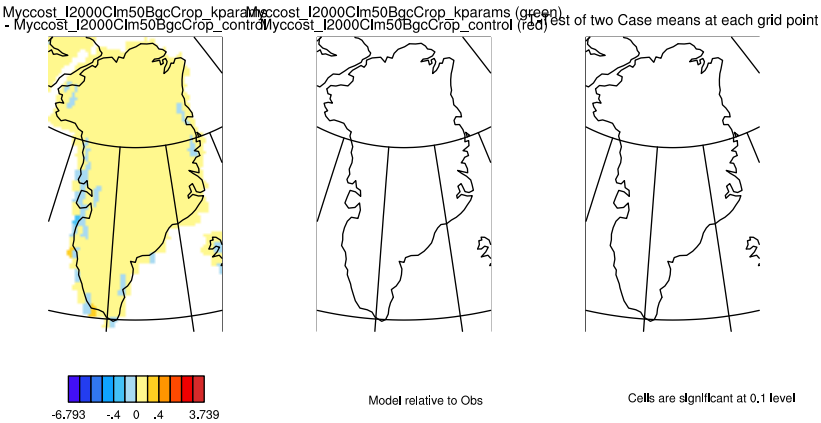 Myccost_I2000Clm50BgcCrop_kparams
- Myccost_I2000Clm50BgcCrop_control
Myccost_I2000Clm50BgcCrop_kparams (green)
Myccost_I2000Clm50BgcCrop_control (red)
T-Test of two Case means at each grid point
-6.793 -.4 0 .4 3.739
Model relative to Obs
Cells are significant at 0.1 level